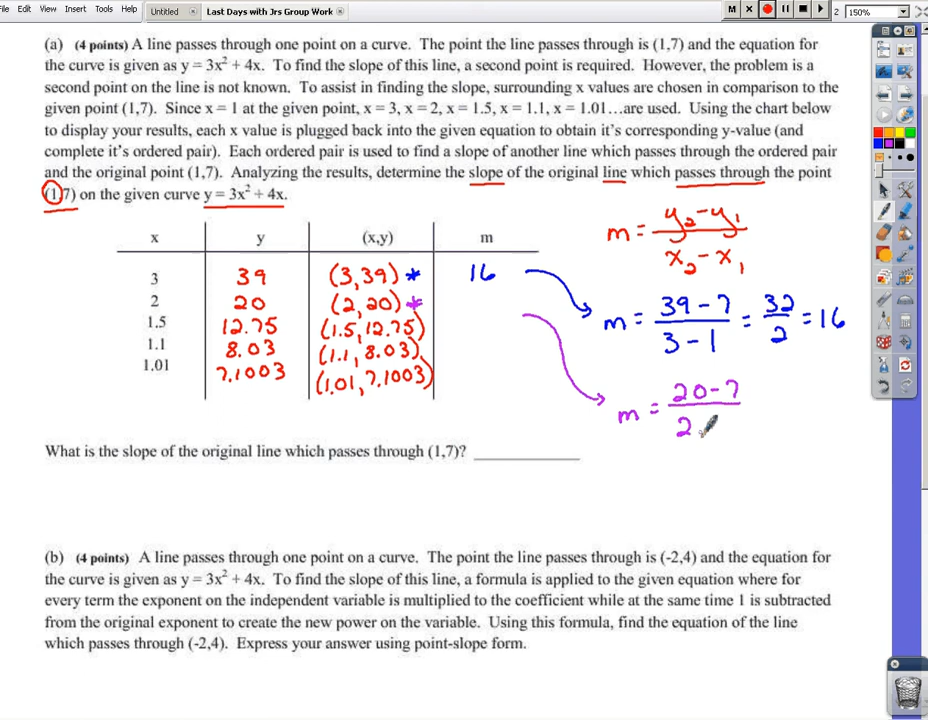 File Edit View Insert Tools Help
Untitled
Last Days with Jrs Group Work
M
2
150%
(a) (4 points) A line passes through one point on a curve. The point the line passes through is (1,7) and the equation for
the curve is given as y = 3x² + 4x. To find the slope of this line, a second point is required. However, the problem is a
second point on the line is not known. To assist in finding the slope, surrounding x values are chosen in comparison to the
given point (1,7). Since x = 1 at the given point, x = 3, x = 2, x = 1.5, x = 1.1, x = 1.01…are used. Using the chart below
to display your results, each x value is plugged back into the given equation to obtain it's corresponding y-value (and
complete it's ordered pair). Each ordered pair is used to find a slope of another line which passes through the ordered pair
and the original point (1,7). Analyzing the results, determine the slope of the original line which passes through the point
(1,7) on the given curve y = 3x² + 4x.
m = y₂ - y₁ / x₂ - x₁
x y (x,y) m
3 39 (3,39) * 16
2 20 (2,20) *
1.5 12.75 (1.5,12.75)
1.1 8.03 (1.1, 8.03)
1.01 7.1003 (1.01, 7.1003)
m = 39 - 7 / 3 - 1 = 32 / 2 = 16
m = 20 - 7 / 2
What is the slope of the original line which passes through (1,7)? ____________
(b) (4 points) A line passes through one point on a curve. The point the line passes through is (-2,4) and the equation for
the curve is given as y = 3x² + 4x. To find the slope of this line, a formula is applied to the given equation where for
every term the exponent on the independent variable is multiplied to the coefficient while at the same time 1 is subtracted
from the original exponent to create the new power on the variable. Using this formula, find the equation of the line
which passes through (-2,4). Express your answer using point-slope form.